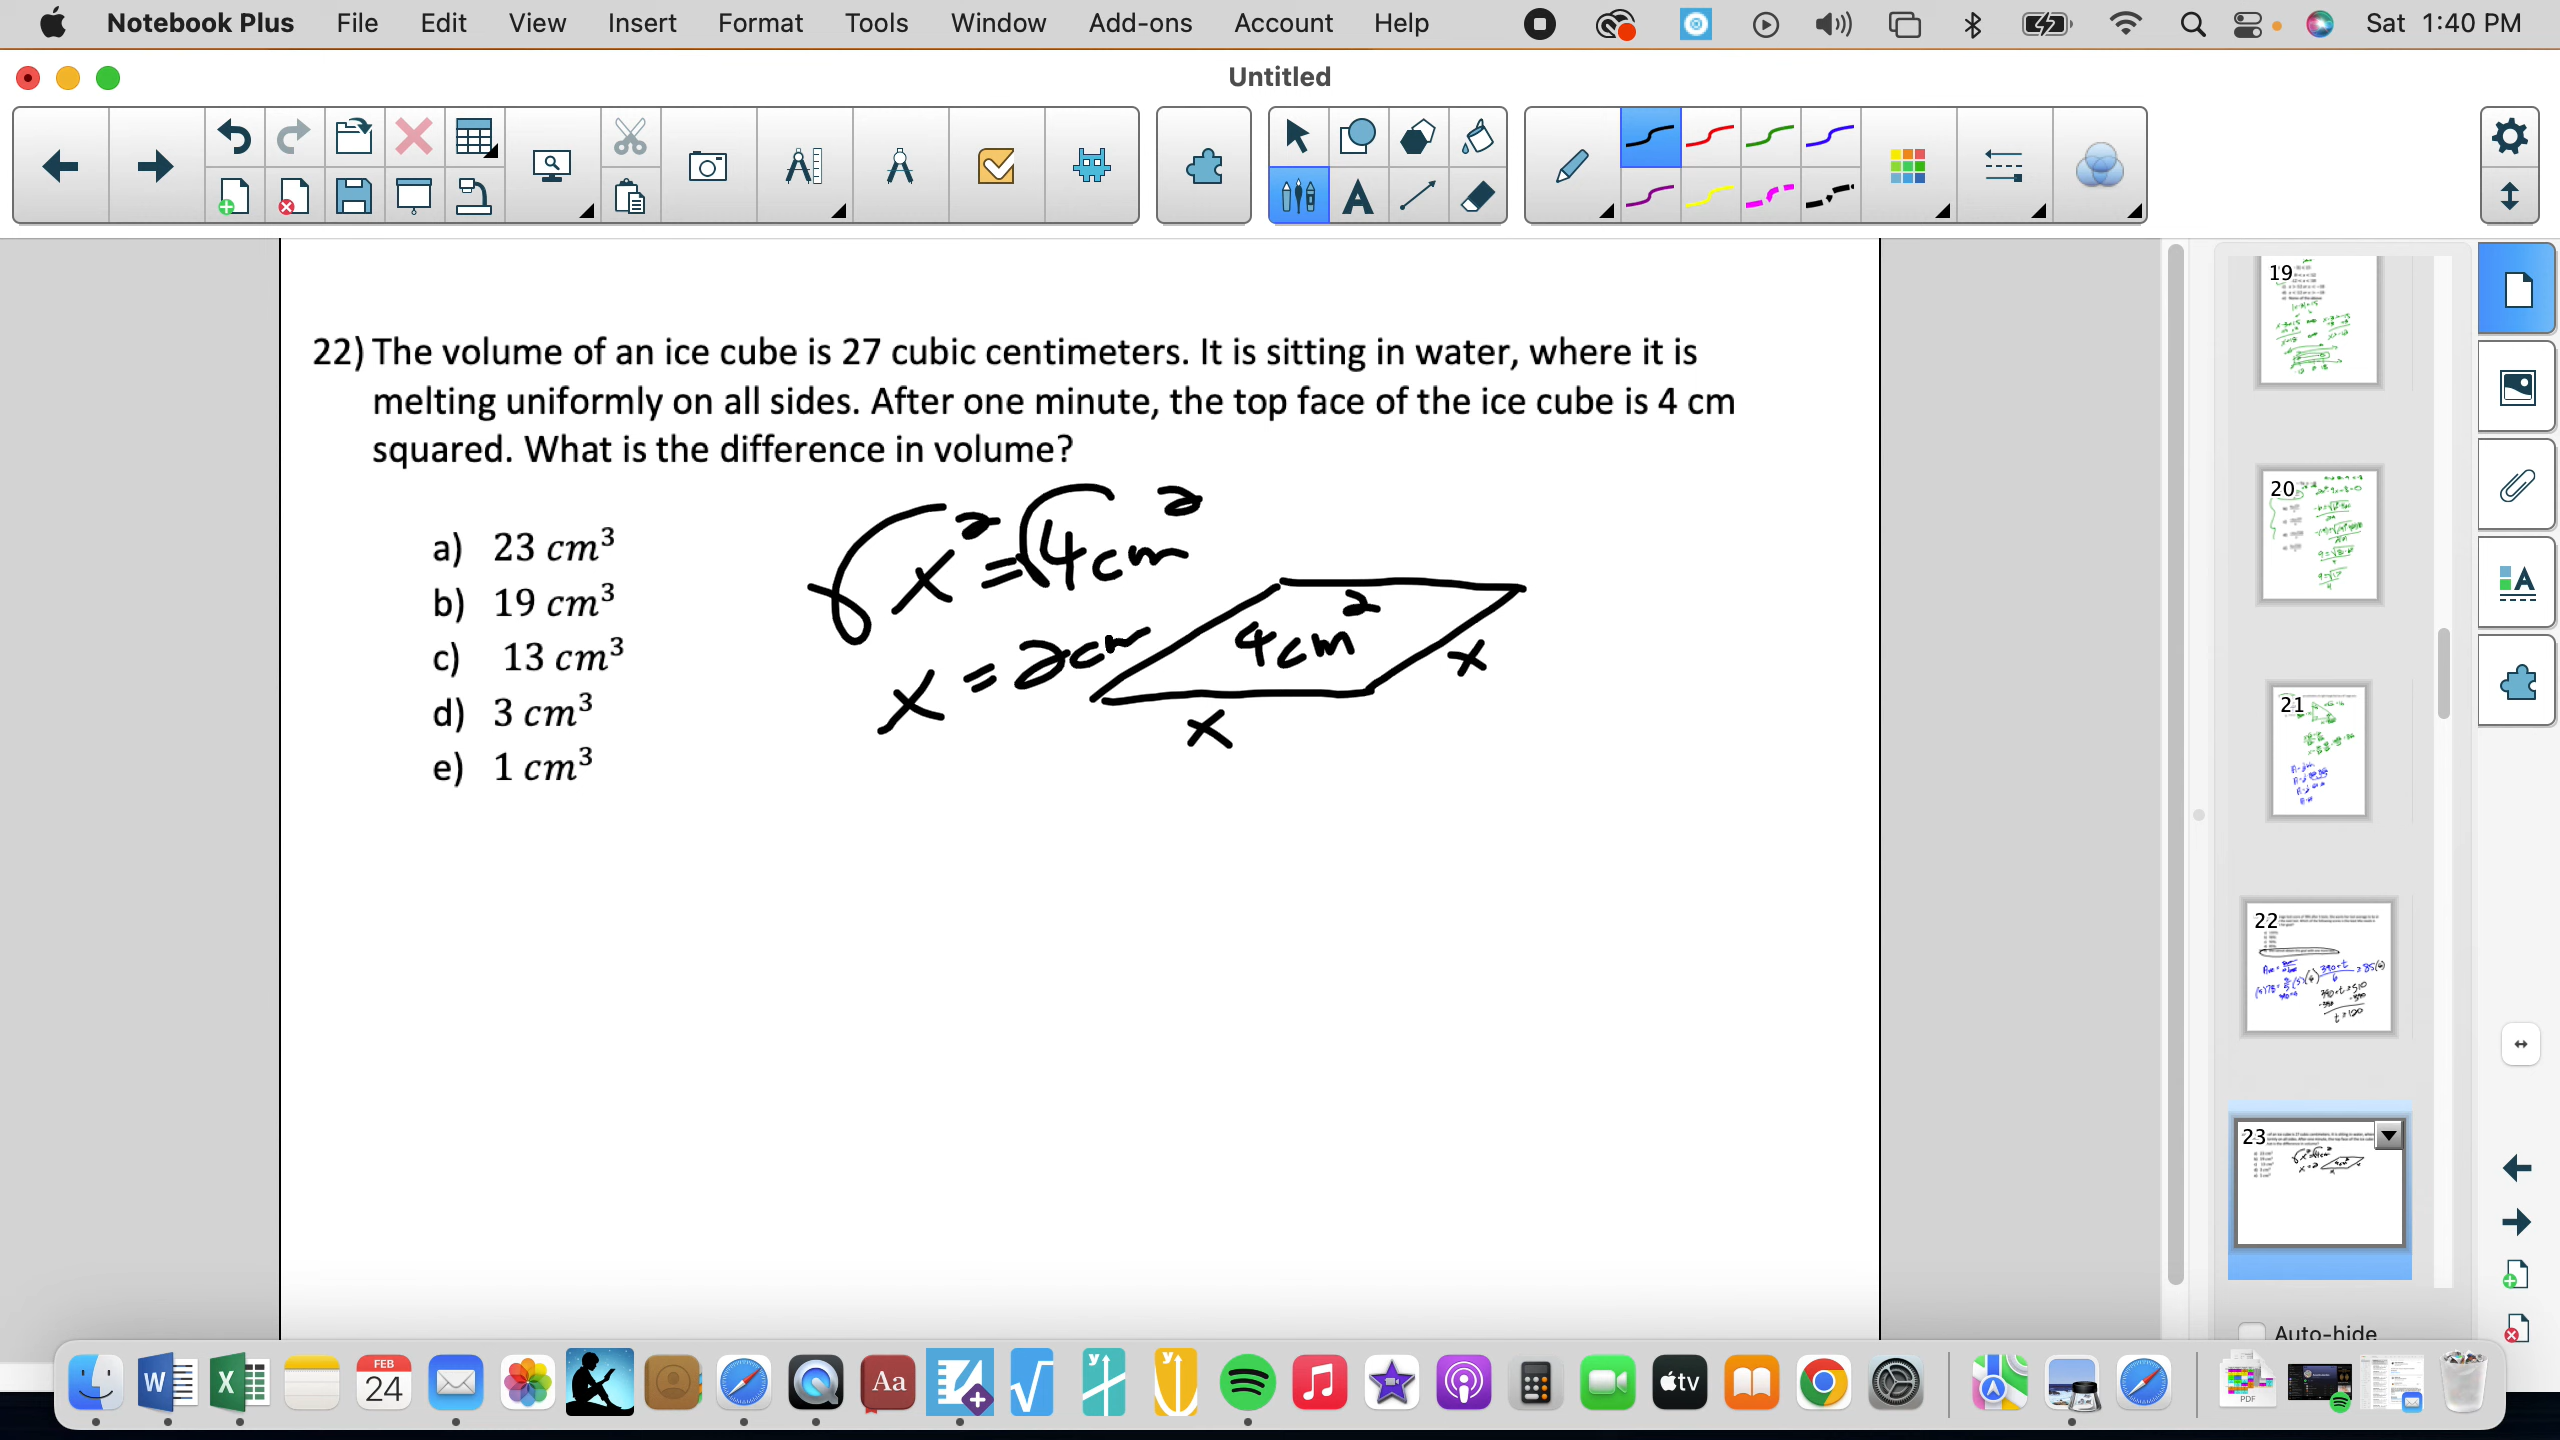 Notebook Plus File Edit View Insert Format Tools Window Add-ons Account Help Sat 1:40 PM
Untitled
22) The volume of an ice cube is 27 cubic centimeters. It is sitting in water, where it is
melting uniformly on all sides. After one minute, the top face of the ice cube is 4 cm
squared. What is the difference in volume?
a) 23 cm³
b) 19 cm³
c) 13 cm³
d) 3 cm³
e) 1 cm³
√x² = √4cm²
x = 2cm
4cm²
x
x
19
20
21
22
23
Auto-hide
FEB
24
Aa
tv
PDF